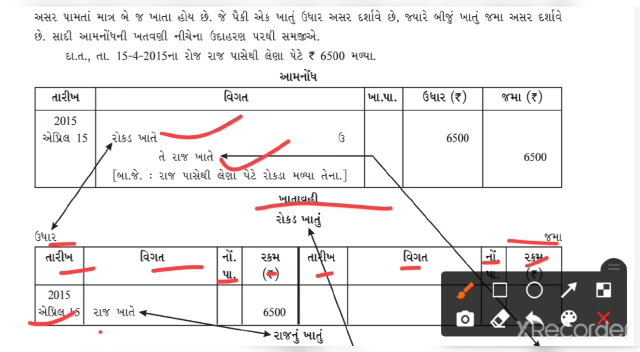 અસર પામતાં માત્ર બે જ ખાતા હોય છે. જે પૈકી એક ખાતું ઉધાર અસર દર્શાવે છે, જ્યારે બીજું ખાતું જમા અસર દર્શાવે
છે. સાદી આમનોંધની ખતવણી નીચેના ઉદાહરણ પરથી સમજીએ.
દા.ત., તા. 15-4-2015ના રોજ રાજ પાસેથી લેણા પેટે ₹ 6500 મળ્યા.
આમનોંધ
તારીખ વિગત ખા.પા. ઉધાર (₹) જમા (₹)
2015
એપ્રિલ 15 રોકડ ખાતે ઉ 6500
તે રાજ ખાતે 6500
[બા.જે. : રાજ પાસેથી લેણા પેટે રોકડા મળ્યા તેના.]
ખાતાવહી
રોકડ ખાતું
ઉધાર જમા
તારીખ વિગત નોં. પા. રકમ (₹) તારીખ વિગત નોં. પા. રકમ (₹)
2015
એપ્રિલ 15 રાજ ખાતે 6500
રાજનું ખાતું
XRecorder